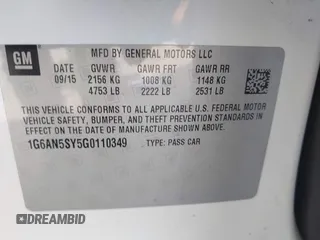 GM
MFD BY GENERAL MOTORS LLC
DATE GVWR GAWR FRT GAWR RR
09/15 2156 KG 1008 KG 1148 KG
4753 LB 2222 LB 2531 LB
THIS VEHICLE CONFORMS TO ALL APPLICABLE U.S. FEDERAL MOTOR
VEHICLE SAFETY, BUMPER, AND THEFT PREVENTION STANDARDS IN
EFFECT ON THE DATE OF MANUFACTURE SHOWN ABOVE.
1G6AN5SY5G0110349 TYPE: PASS CAR
DREAMBID